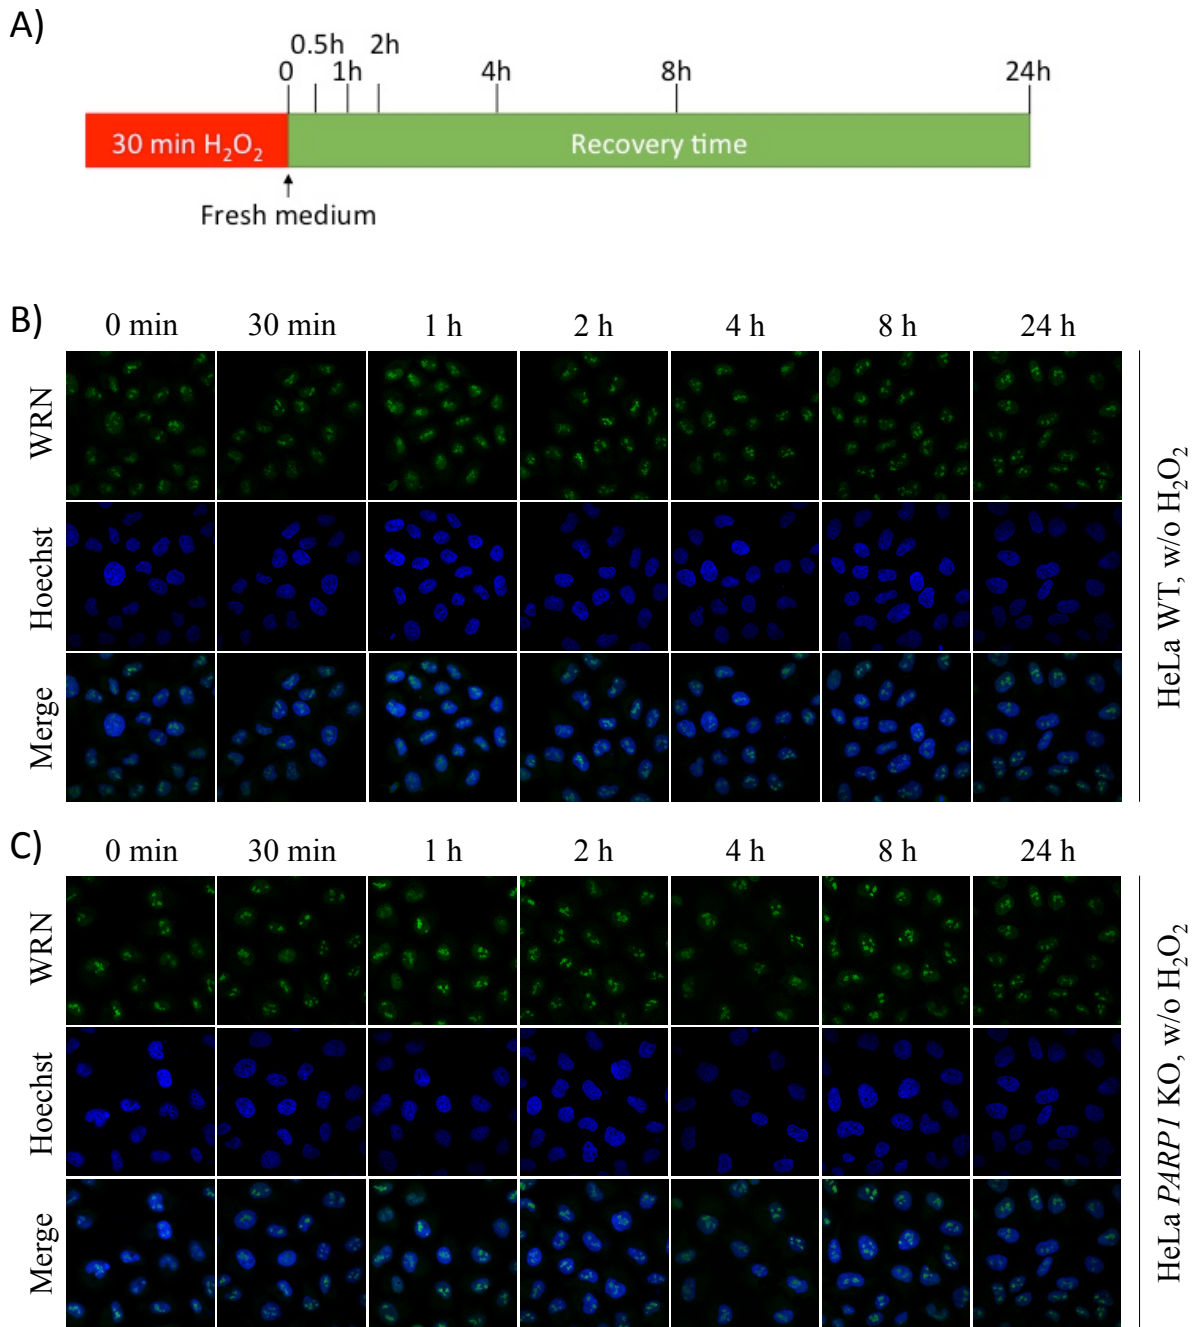 A)
0.5h 2h
0 1h 4h 8h 24h
30 min H₂O₂ Recovery time
Fresh medium
B)
0 min 30 min 1 h 2 h 4 h 8 h 24 h
WRN
Hoechst
Merge
HeLa WT, w/o H₂O₂
C)
0 min 30 min 1 h 2 h 4 h 8 h 24 h
WRN
Hoechst
Merge
HeLa PARP1 KO, w/o H₂O₂